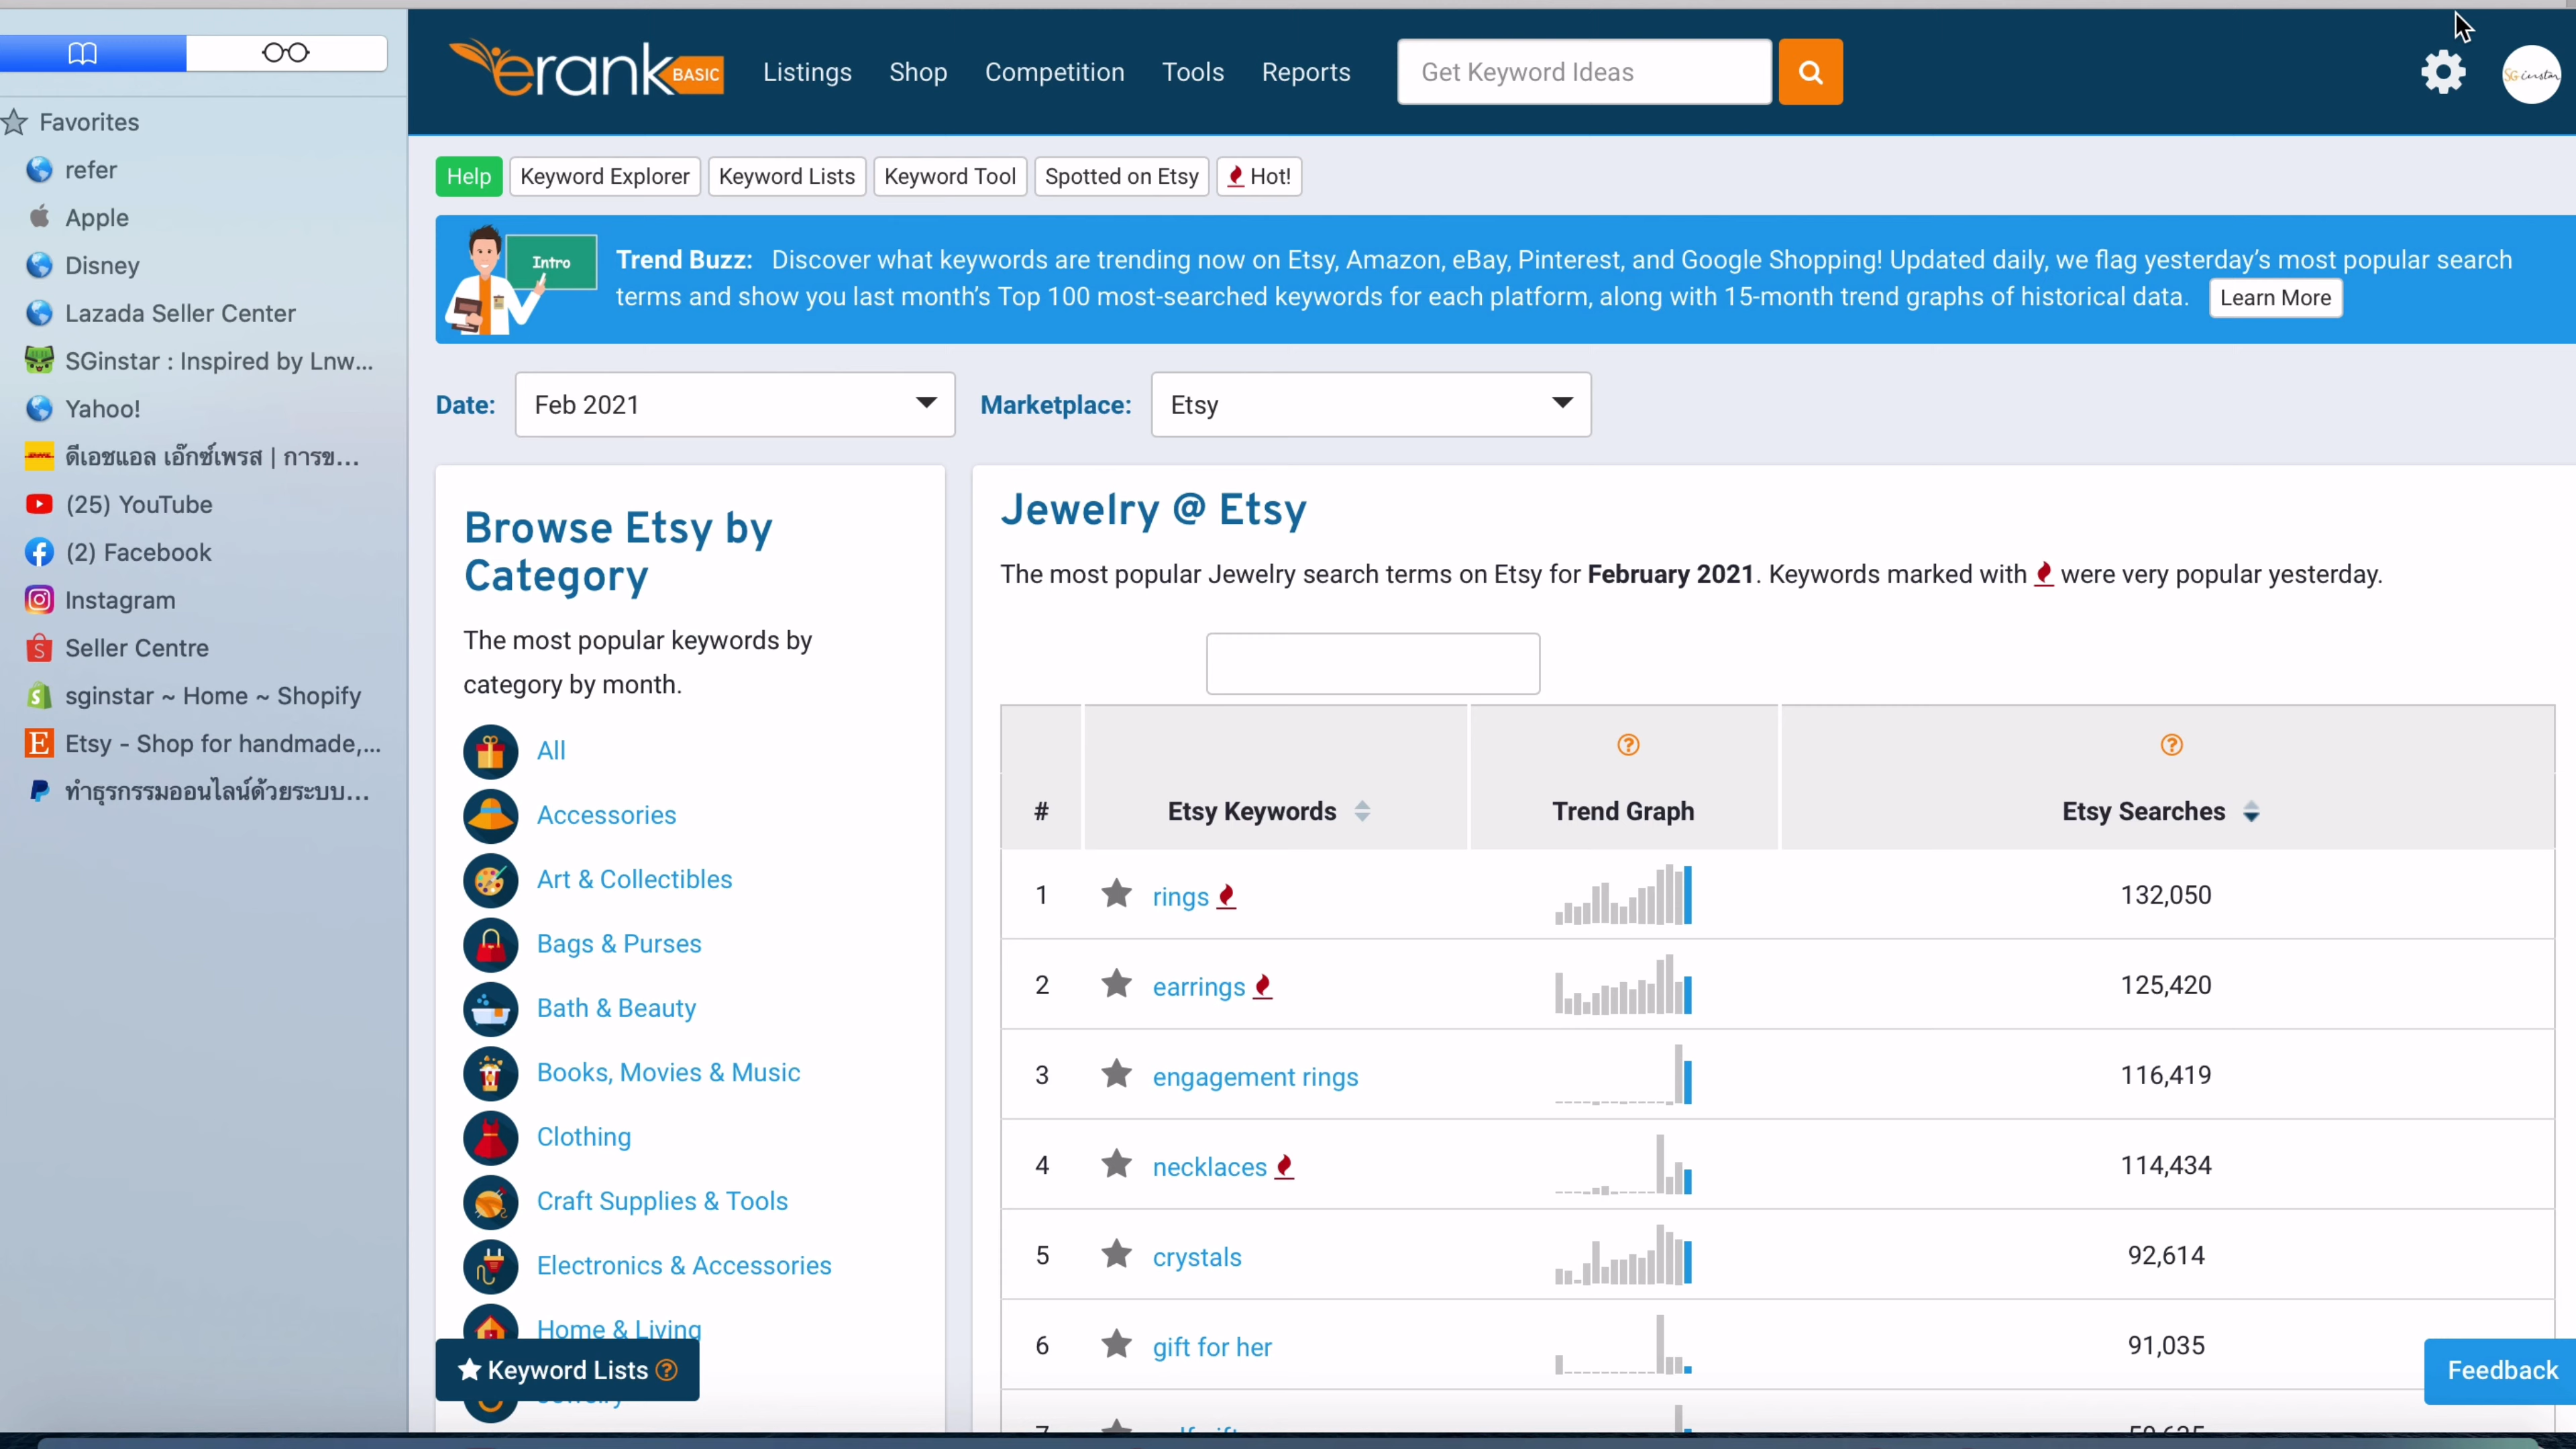 erank BASIC
Listings
Shop
Competition
Tools
Reports
Get Keyword Ideas
Favorites
refer
Apple
Disney
Lazada Seller Center
SGinstar : Inspired by Lnw...
Yahoo!
ดีเอชแอล เอ็กซ์เพรส | การข...
(25) YouTube
(2) Facebook
Instagram
Seller Centre
sginstar ~ Home ~ Shopify
Etsy - Shop for handmade,...
ทำธุรกรรมออนไลน์ด้วยระบบ...
Help
Keyword Explorer
Keyword Lists
Keyword Tool
Spotted on Etsy
Hot!
Intro
Trend Buzz: Discover what keywords are trending now on Etsy, Amazon, eBay, Pinterest, and Google Shopping! Updated daily, we flag yesterday's most popular search
terms and show you last month's Top 100 most-searched keywords for each platform, along with 15-month trend graphs of historical data. Learn More
Date: Feb 2021
Marketplace: Etsy
Browse Etsy by
Category
The most popular keywords by
category by month.
All
Accessories
Art & Collectibles
Bags & Purses
Bath & Beauty
Books, Movies & Music
Clothing
Craft Supplies & Tools
Electronics & Accessories
Home & Living
Keyword Lists ?
Jewelry @ Etsy
The most popular Jewelry search terms on Etsy for February 2021. Keywords marked with were very popular yesterday.
? ?
# Etsy Keywords Trend Graph Etsy Searches
1 rings 132,050
2 earrings 125,420
3 engagement rings 116,419
4 necklaces 114,434
5 crystals 92,614
6 gift for her 91,035
Feedback